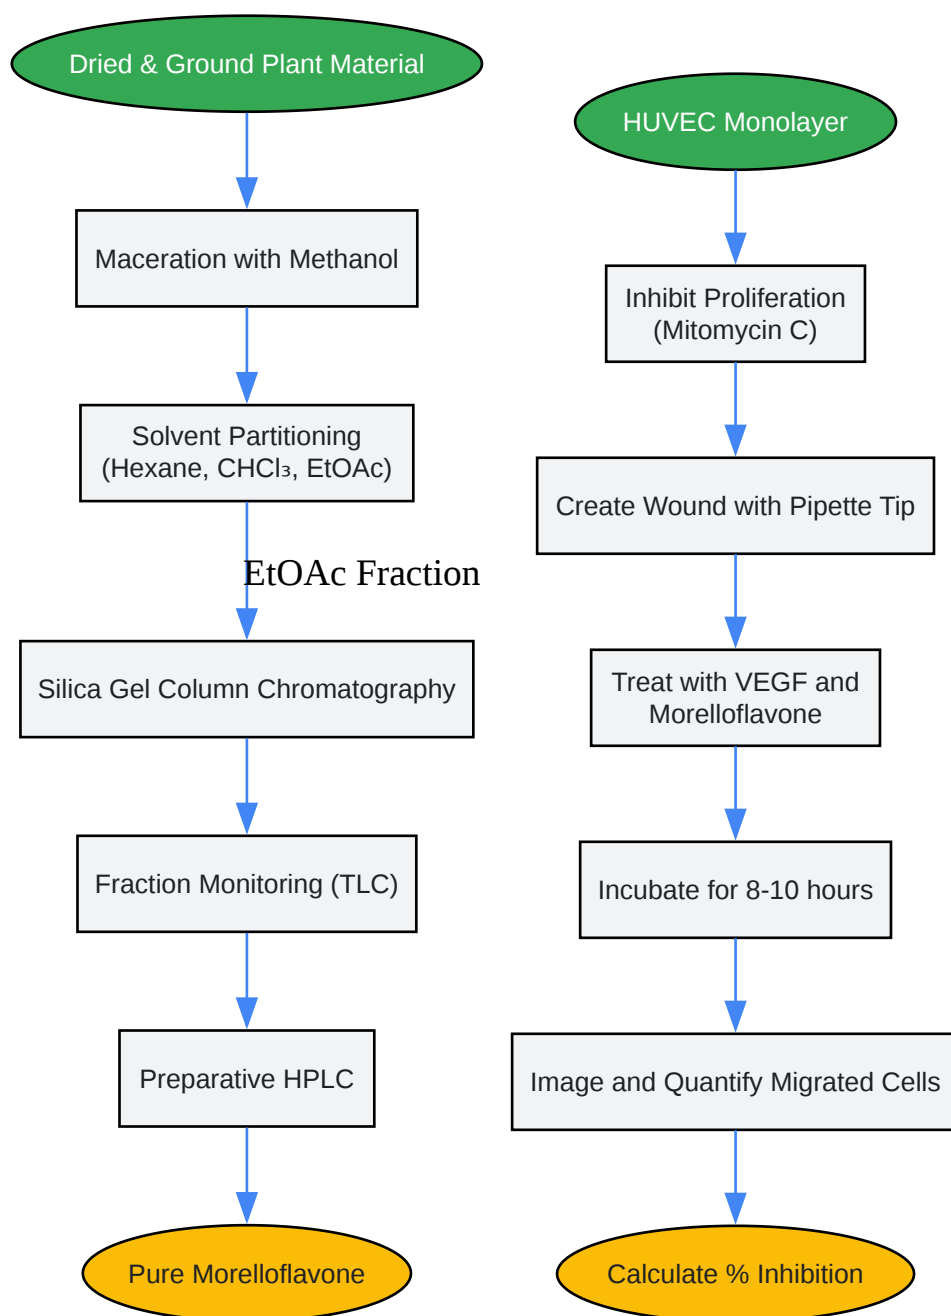 Dried & Ground Plant Material
Maceration with Methanol
Solvent Partitioning
(Hexane, CHCl₃, EtOAc)
EtOAc Fraction
Silica Gel Column Chromatography
Fraction Monitoring (TLC)
Preparative HPLC
Pure Morelloflavone
HUVEC Monolayer
Inhibit Proliferation
(Mitomycin C)
Create Wound with Pipette Tip
Treat with VEGF and
Morelloflavone
Incubate for 8-10 hours
Image and Quantify Migrated Cells
Calculate % Inhibition